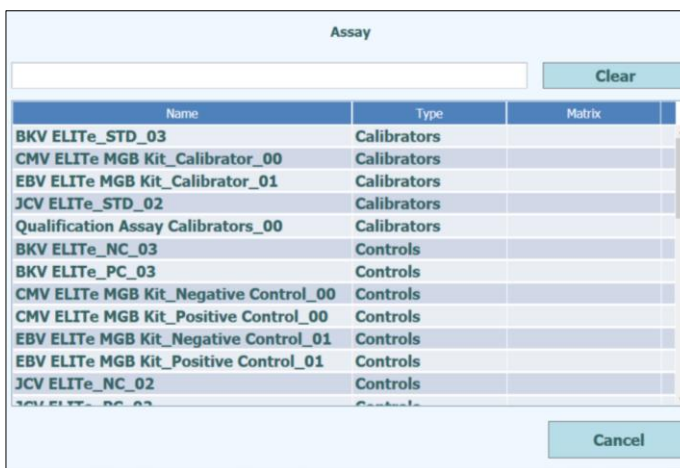 Assay
Clear
Name Type Matrix
BKV ELITe_STD_03 Calibrators
CMV ELITe MGB Kit_Calibrator_00 Calibrators
EBV ELITe MGB Kit_Calibrator_01 Calibrators
JCV ELITe_STD_02 Calibrators
Qualification Assay Calibrators_00 Calibrators
BKV ELITe_NC_03 Controls
BKV ELITe_PC_03 Controls
CMV ELITe MGB Kit_Negative Control_00 Controls
CMV ELITe MGB Kit_Positive Control_00 Controls
EBV ELITe MGB Kit_Negative Control_01 Controls
EBV ELITe MGB Kit_Positive Control_01 Controls
JCV ELITe_NC_02 Controls
Cancel